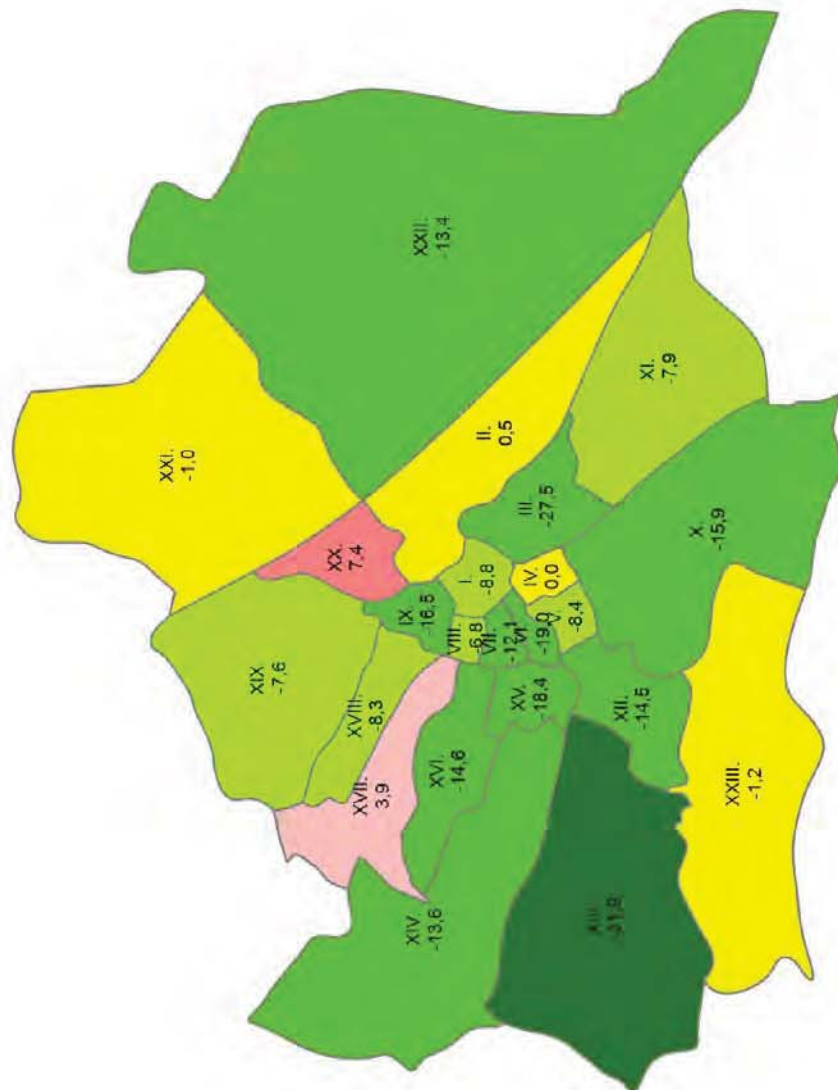 XXI.
-1,0
XXII.
-13,4
XX.
7,4
XIX
-7,6
XVIII.
-8,3
XVII.
3,9
XVI.
-14,6
XIV.
-13,6
IX.
-16,5
II.
0,5
I.
-8,8
VIII.
-6,8
VII.
-12,1
VI.
-19,0
V.
-8,4
IV.
0,0
III.
-27,5
XI.
-7,9
X.
-15,9
XV.
-18,4
XII.
-14,5
XIII.
XXIII.
-1,2